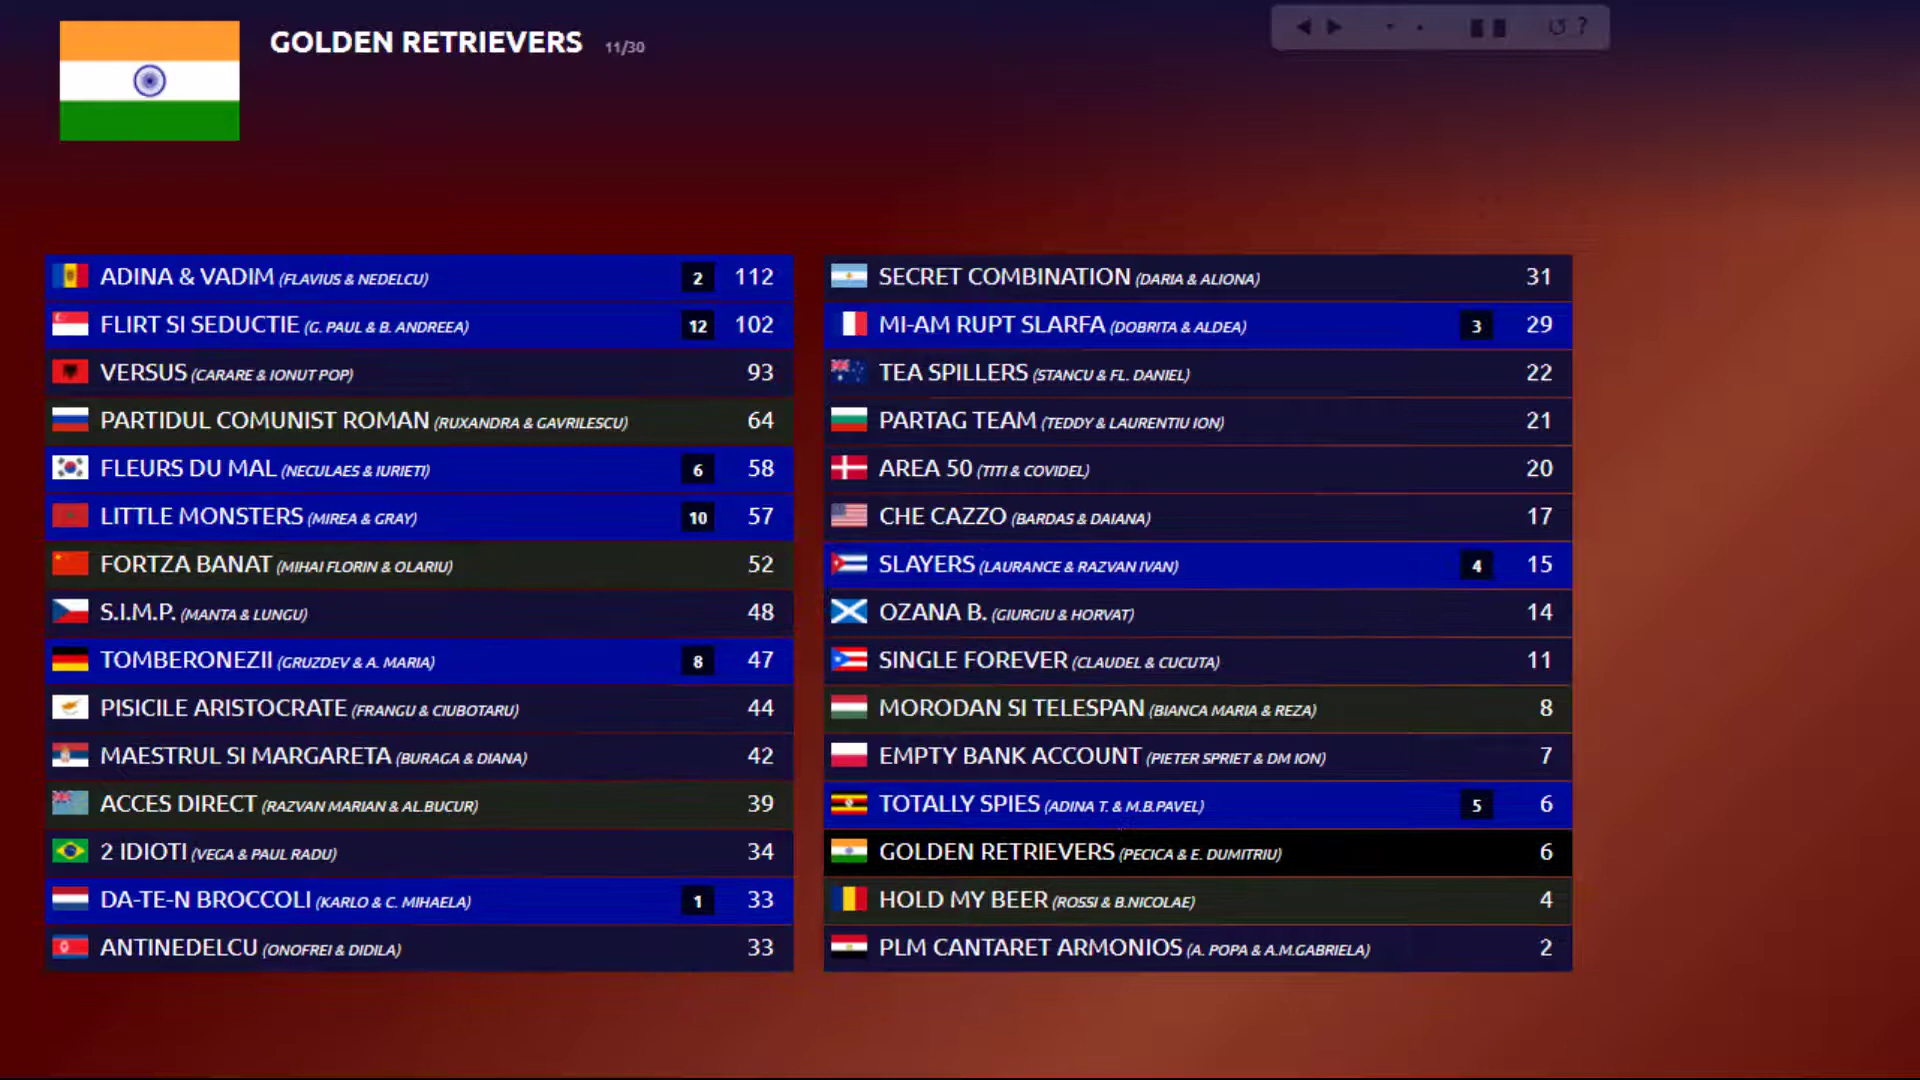 GOLDEN RETRIEVERS 11/30
?
ADINA & VADIM (FLAVIUS & NEDELCU) 2 112
FLIRT SI SEDUCTIE (G. PAUL & B. ANDREEA) 12 102
VERSUS (CARARE & IONUT POP) 93
PARTIDUL COMUNIST ROMAN (RUXANDRA & GAVRILESCU) 64
FLEURS DU MAL (NECULAES & IURIETI) 6 58
LITTLE MONSTERS (MIREA & GRAY) 10 57
FORTZA BANAT (MIHAI FLORIN & OLARIU) 52
S.I.M.P. (MANTA & LUNGU) 48
TOMBERONEZII (GRUZDEV & A. MARIA) 8 47
PISICILE ARISTOCRATE (FRANGU & CIUBOTARU) 44
MAESTRUL SI MARGARETA (BURAGA & DIANA) 42
ACCES DIRECT (RAZVAN MARIAN & AL.BUCUR) 39
2 IDIOTI (VEGA & PAUL RADU) 34
DA-TE-N BROCCOLI (KARLO & C. MIHAELA) 1 33
ANTINEDELCU (ONOFREI & DIDILA) 33
SECRET COMBINATION (DARIA & ALIONA) 31
MI-AM RUPT SLARFA (DOBRITA & ALDEA) 3 29
TEA SPILLERS (STANCU & FL. DANIEL) 22
PARTAG TEAM (TEDDY & LAURENTIU ION) 21
AREA 50 (TITI & COVIDEL) 20
CHE CAZZO (BARDAS & DAIANA) 17
SLAYERS (LAURANCE & RAZVAN IVAN) 4 15
OZANA B. (GIURGIU & HORVAT) 14
SINGLE FOREVER (CLAUDEL & CUCUTA) 11
MORODAN SI TELESPAN (BIANCA MARIA & REZA) 8
EMPTY BANK ACCOUNT (PIETER SPRIET & DM ION) 7
TOTALLY SPIES (ADINA T. & M.B.PAVEL) 5 6
GOLDEN RETRIEVERS (PECICA & E. DUMITRIU) 6
HOLD MY BEER (ROSSI & B.NICOLAE) 4
PLM CANTARET ARMONIOS (A. POPA & A.M.GABRIELA) 2